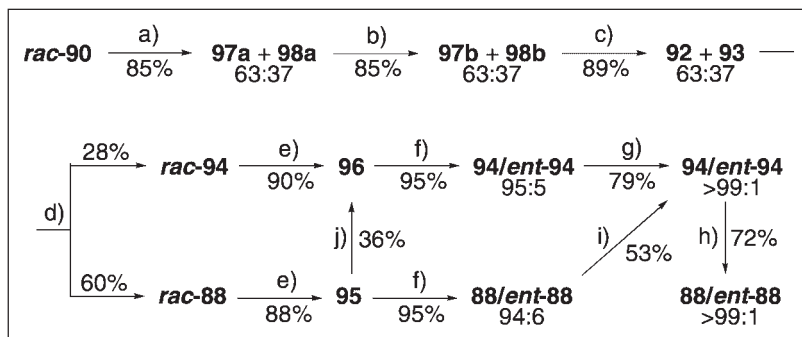 rac-90 a) 85% 97a + 98a 63:37 b) 85% 97b + 98b 63:37 c) 89% 92 + 93 63:37
d) 28% rac-94 e) 90% 96 f) 95% 94/ent-94 95:5 g) 79% 94/ent-94 >99:1
j) 36% i) 53% h) 72%
60% rac-88 e) 88% 95 f) 95% 88/ent-88 94:6 88/ent-88 >99:1